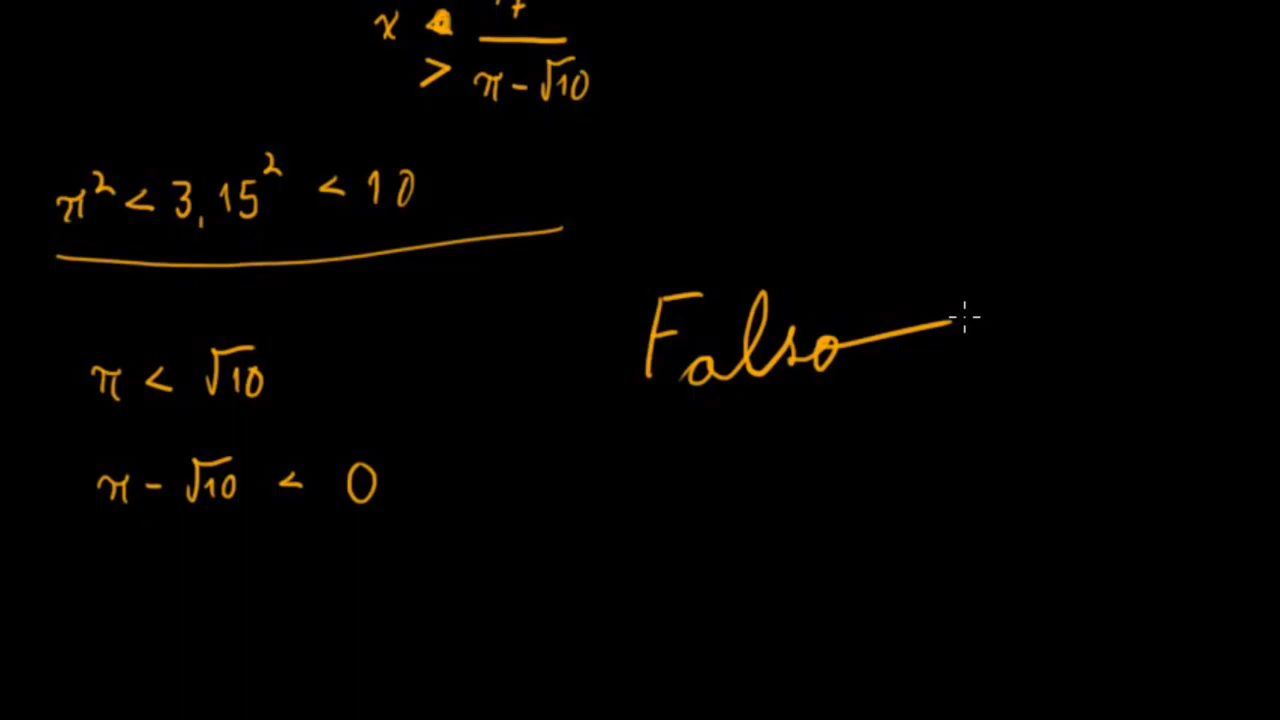 x
> π - √10
π² < 3,15² < 10
Falso
π < √10
π - √10 < 0